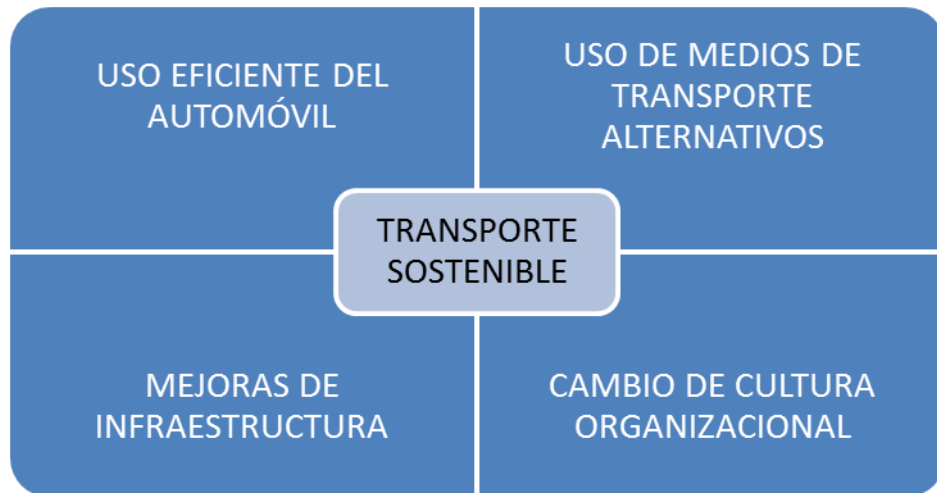 USO EFICIENTE DEL
AUTOMÓVIL
USO DE MEDIOS DE
TRANSPORTE
ALTERNATIVOS
TRANSPORTE
SOSTENIBLE
MEJORAS DE
INFRAESTRUCTURA
CAMBIO DE CULTURA
ORGANIZACIONAL